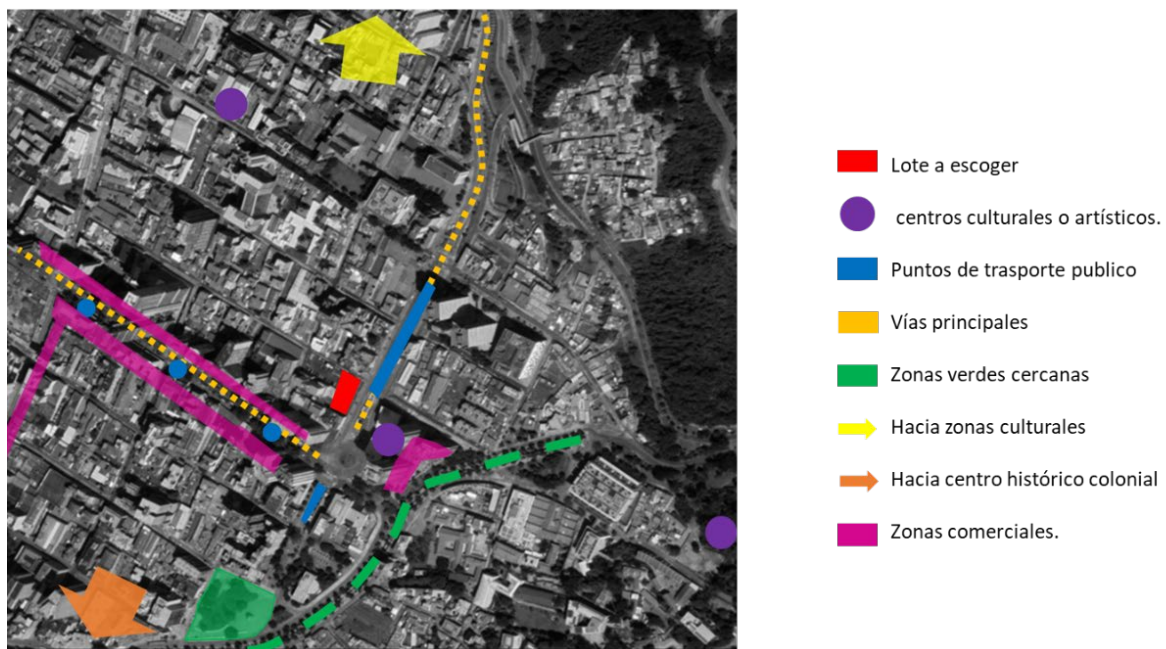 Lote a escoger
centros culturales o artísticos.
Puntos de trasporte publico
Vías principales
Zonas verdes cercanas
Hacia zonas culturales
Hacia centro histórico colonial
Zonas comerciales.